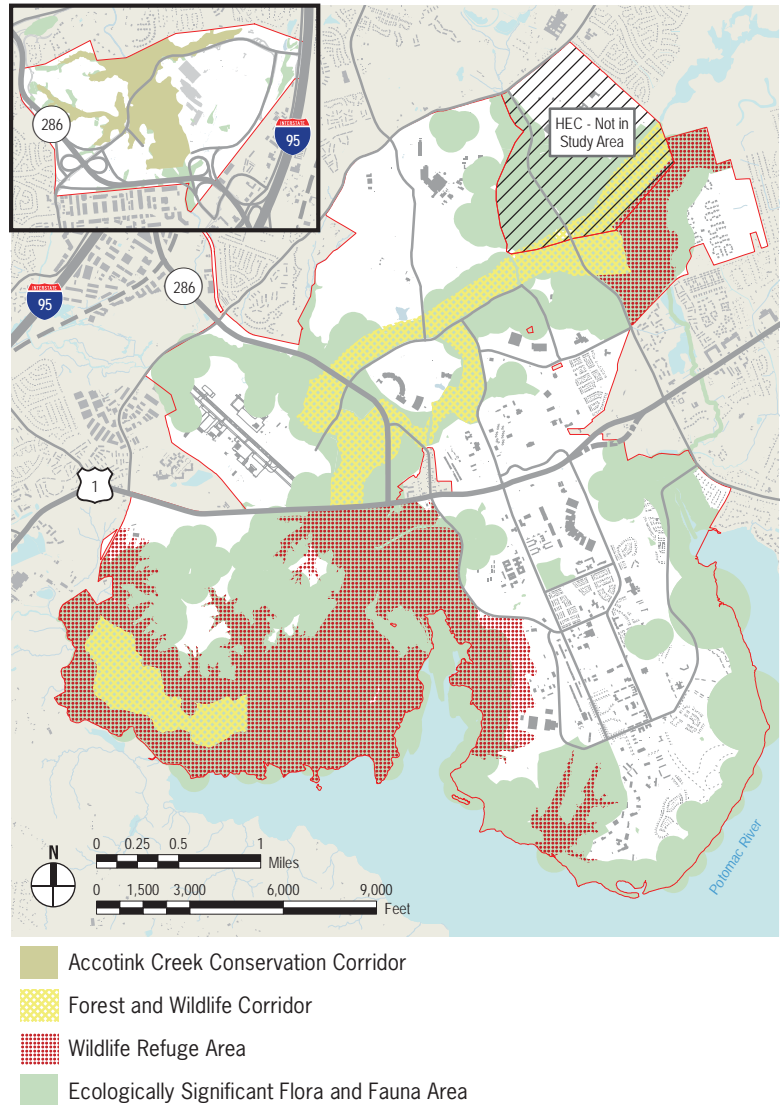 286
INTERSTATE
95
HEC - Not in
Study Area
286
INTERSTATE
95
1
N
0 0.25 0.5 1
Miles
0 1,500 3,000 6,000 9,000
Feet
Potomac River
Accotink Creek Conservation Corridor
Forest and Wildlife Corridor
Wildlife Refuge Area
Ecologically Significant Flora and Fauna Area